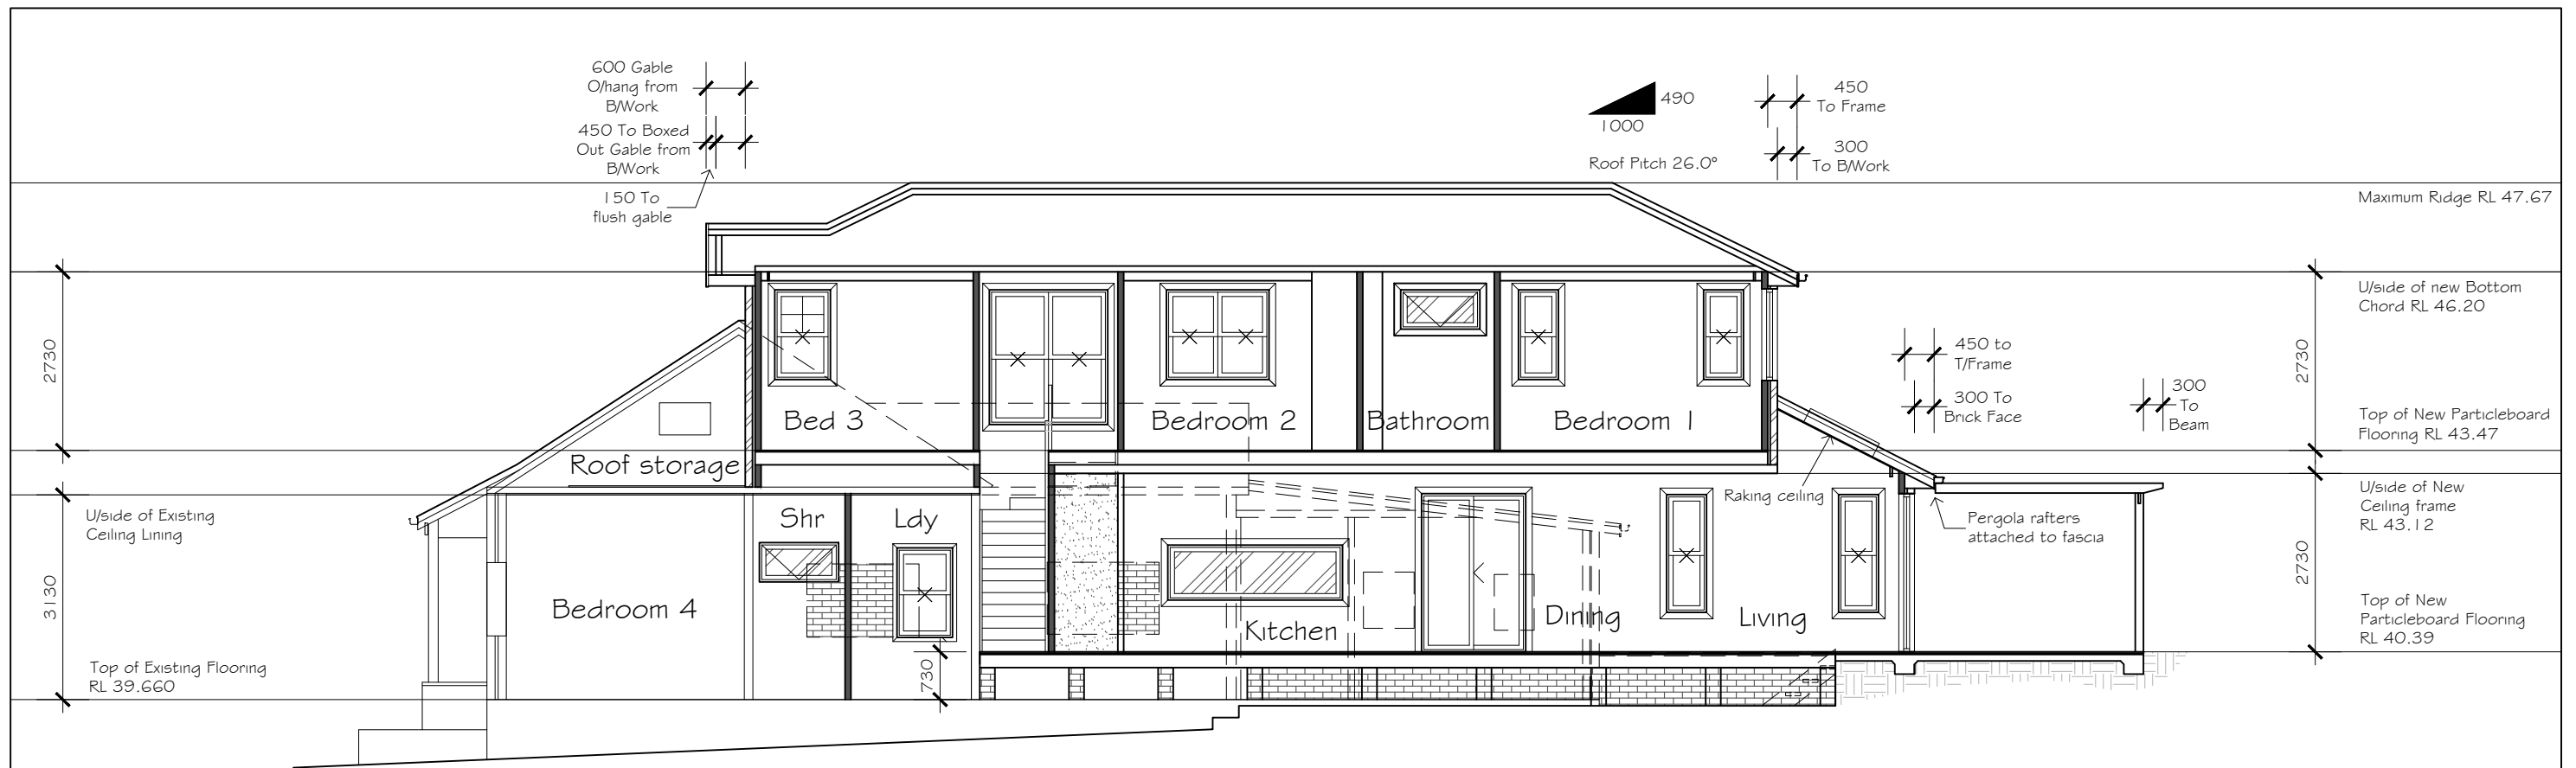 600 Gable
O/hang from
B/Work
450 To Boxed
Out Gable from
B/Work
150 To
flush gable
490
1000
Roof Pitch 26.0°
450
To Frame
300
To B/Work
Maximum Ridge RL 47.67
U/side of new Bottom
Chord RL 46.20
2730
2730
450 to
T/Frame
300 To
Brick Face
300
To
Beam
Top of New Particleboard
Flooring RL 43.47
Bed 3
Bedroom 2
Bathroom
Bedroom 1
Roof storage
Raking ceiling
U/side of Existing
Ceiling Lining
Shr
Ldy
Pergola rafters
attached to fascia
U/side of New
Ceiling frame
RL 43.12
3130
2730
Bedroom 4
Kitchen
Dining
Living
Top of New
Particleboard Flooring
RL 40.39
Top of Existing Flooring
RL 39.660
730